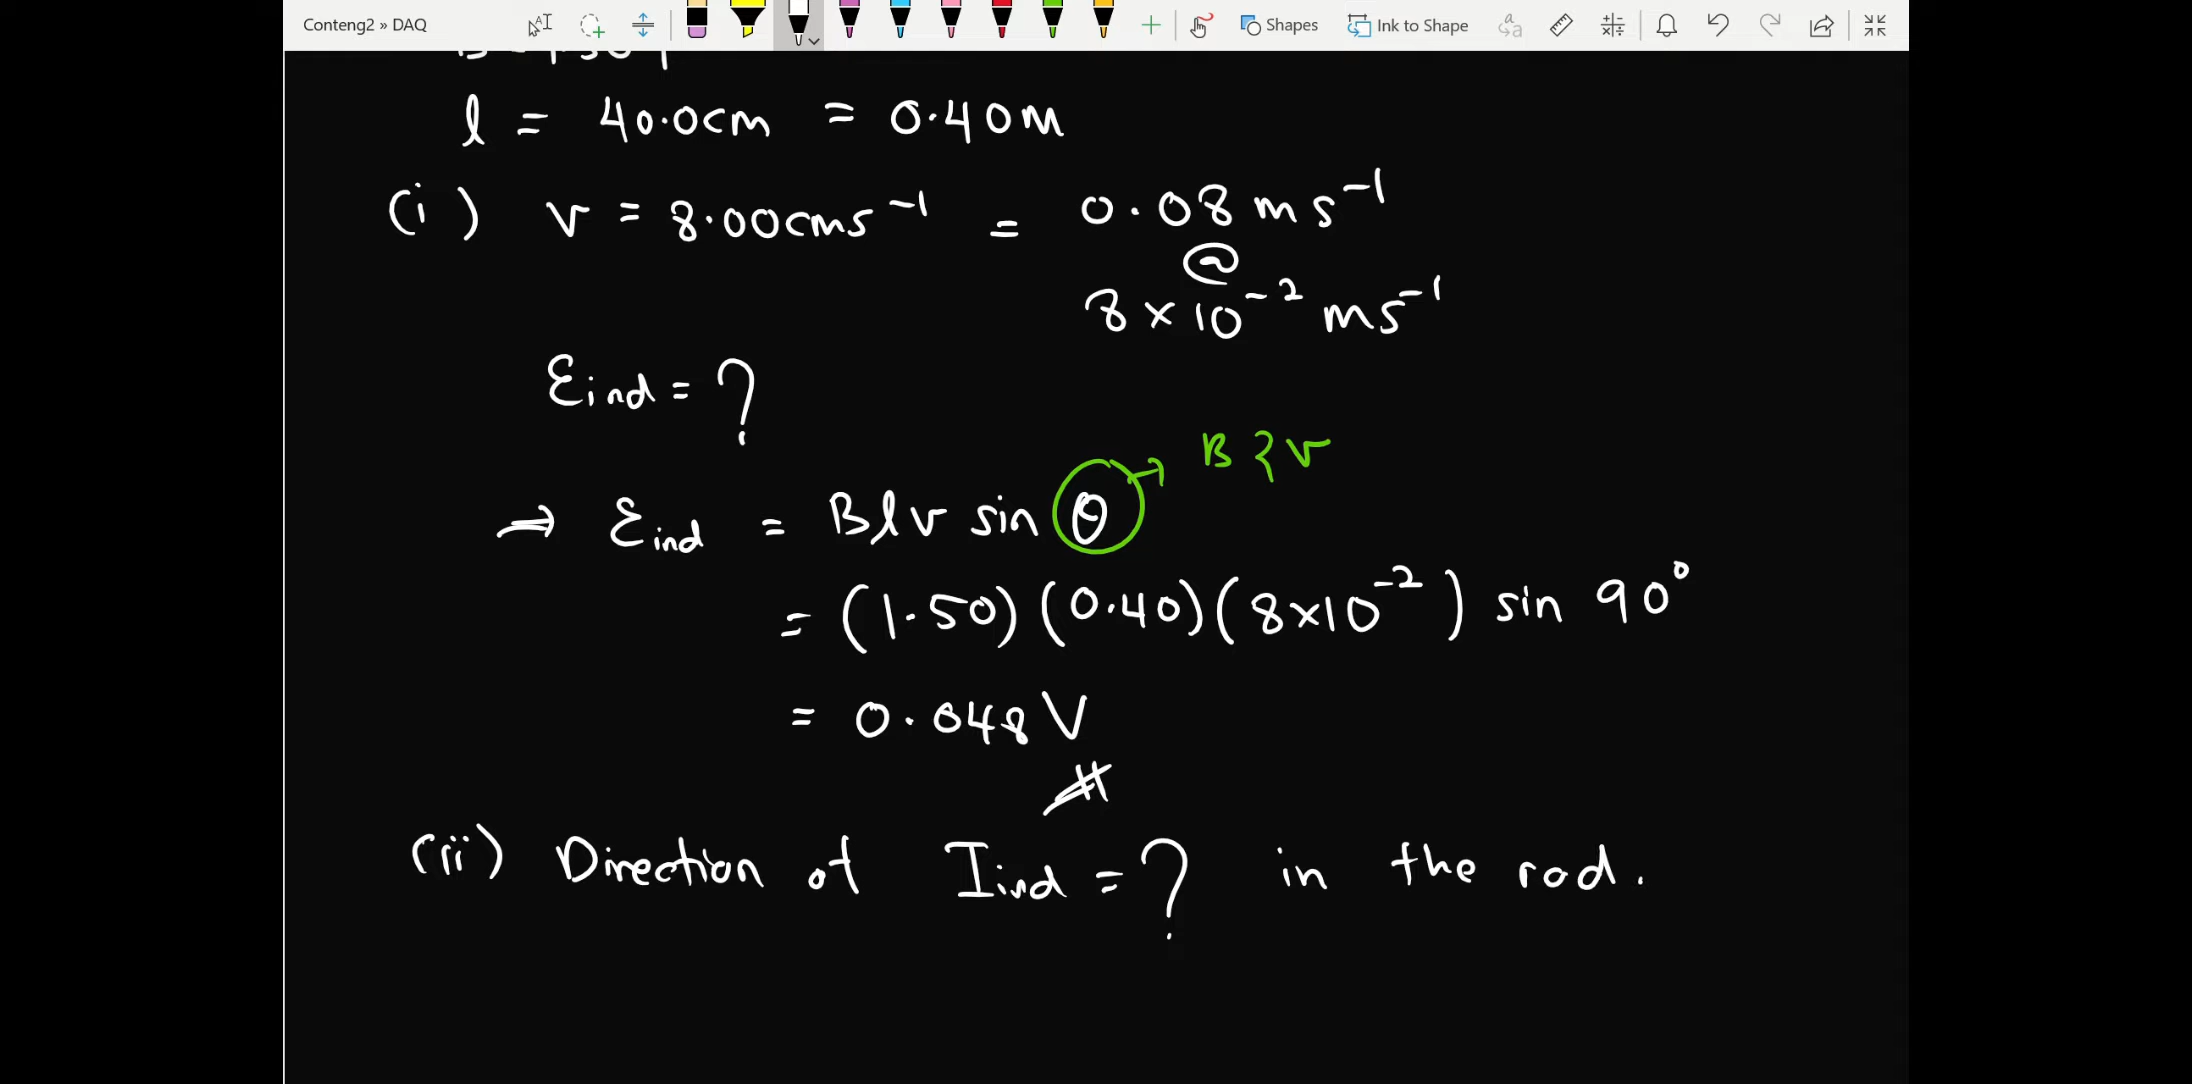 Conteng2 » DAQ
Shapes
Ink to Shape
l = 40.0cm = 0.40m
(i) v = 8.00cms⁻¹ = 0.08 ms⁻¹
@
8 × 10⁻² ms⁻¹
Ɛind = ?
B & v
⇒ Ɛind = Blv sin θ
= (1.50)(0.40)(8×10⁻²) sin 90°
= 0.048 V
(ii) Direction of Iind = ? in the rod.